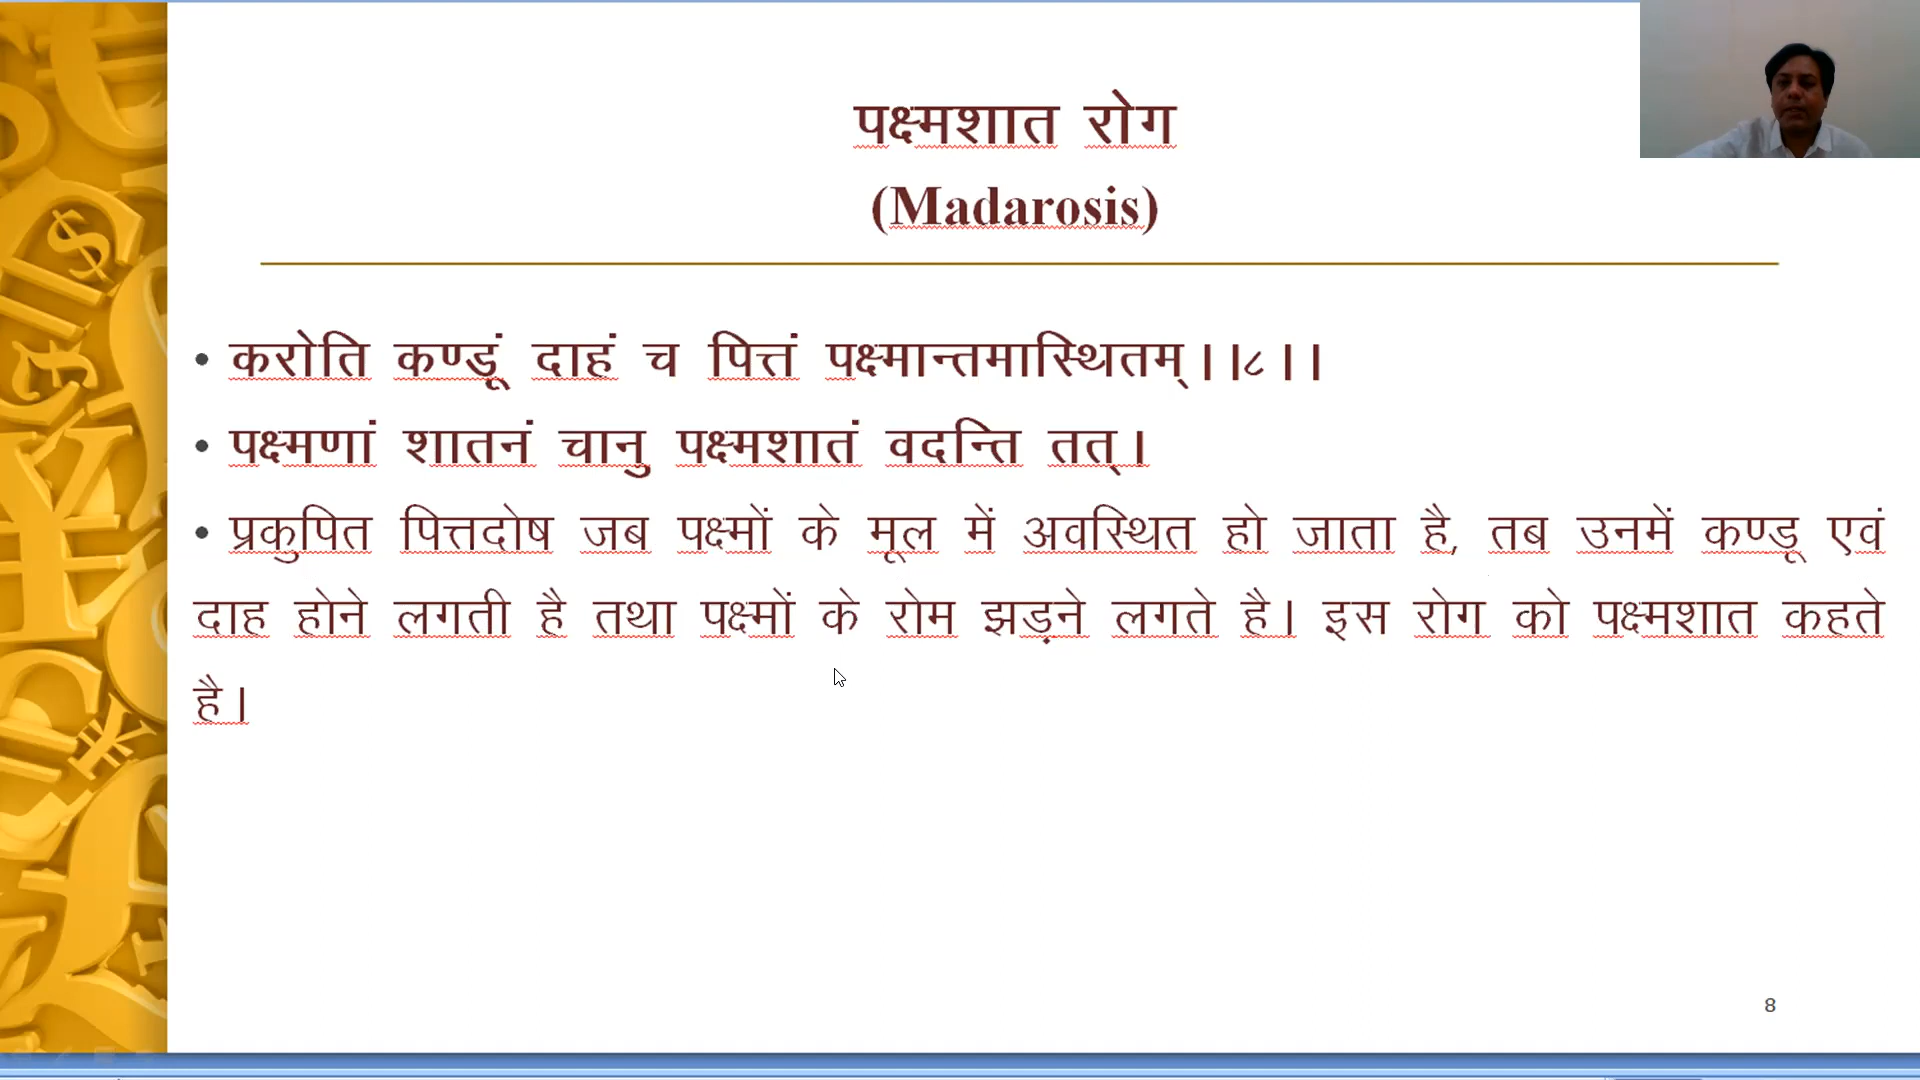 पक्ष्मशात रोग
(Madarosis)
• करोति कण्डूं दाहं च पित्तं पक्ष्मान्तमास्थितम्।।८।।
• पक्ष्मणां शातनं चानु पक्ष्मशातं वदन्ति तत्।
• प्रकुपित पित्तदोष जब पक्ष्मों के मूल में अवस्थित हो जाता है, तब उनमें कण्डू एवं
दाह होने लगती है तथा पक्ष्मों के रोम झड़ने लगते है। इस रोग को पक्ष्मशात कहते
है।
8